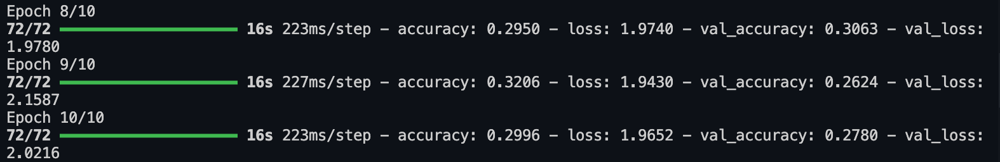 Epoch 8/10
72/72 16s 223ms/step - accuracy: 0.2950 - loss: 1.9740 - val_accuracy: 0.3063 - val_loss:
1.9780
Epoch 9/10
72/72 16s 227ms/step - accuracy: 0.3206 - loss: 1.9430 - val_accuracy: 0.2624 - val_loss:
2.1587
Epoch 10/10
72/72 16s 223ms/step - accuracy: 0.2996 - loss: 1.9652 - val_accuracy: 0.2780 - val_loss:
2.0216